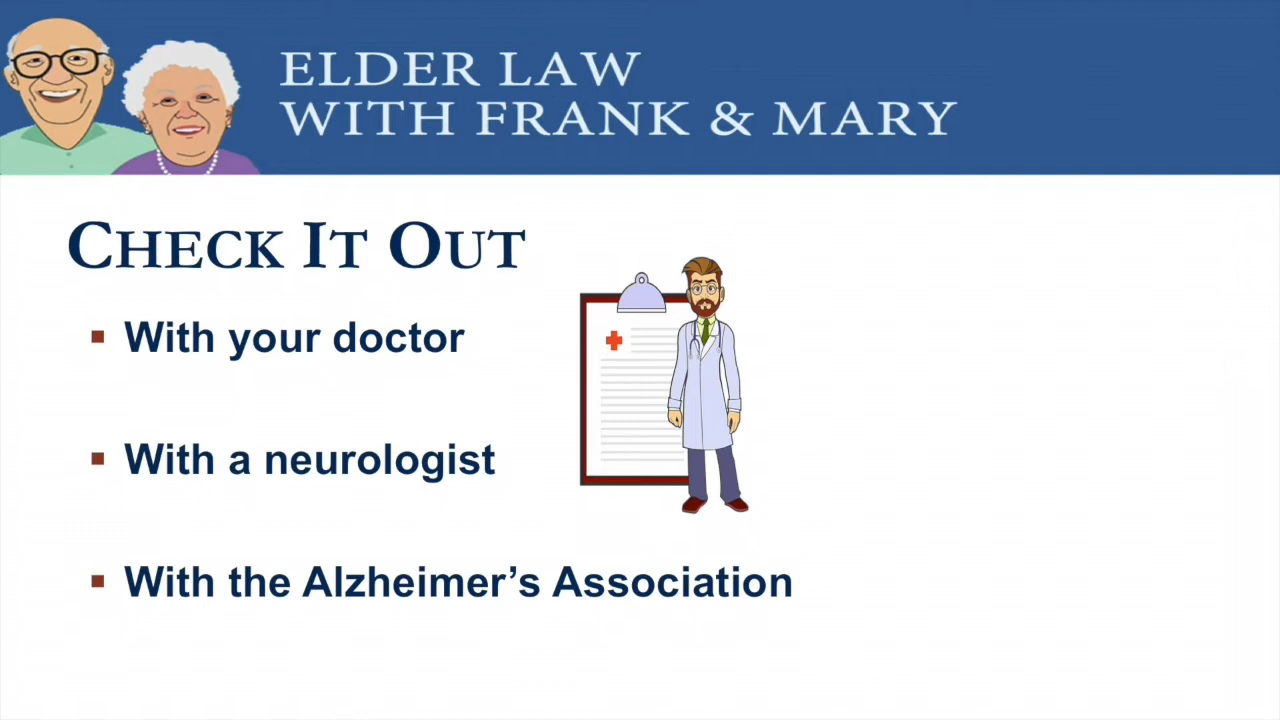 ELDER LAW
WITH FRANK & MARY
CHECK IT OUT
With your doctor
With a neurologist
With the Alzheimer’s Association